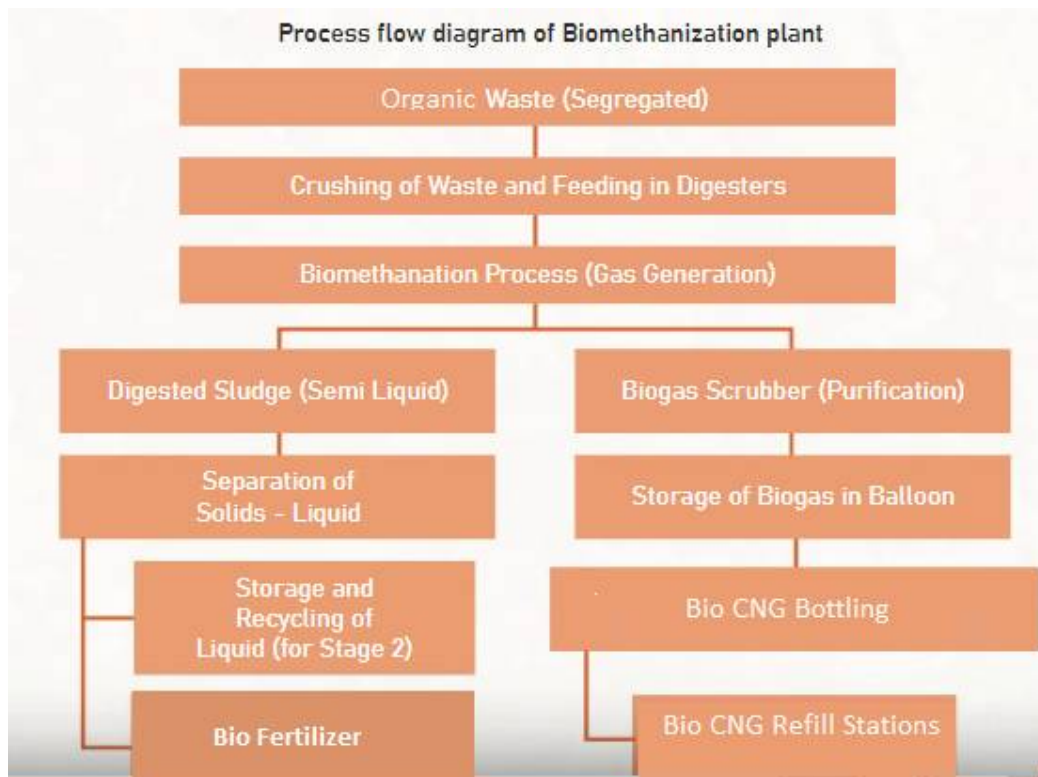 Process flow diagram of Biomethanization plant
Organic Waste (Segregated)
Crushing of Waste and Feeding in Digesters
Biomethanation Process (Gas Generation)
Digested Sludge (Semi Liquid)
Biogas Scrubber (Purification)
Separation of
Solids - Liquid
Storage of Biogas in Balloon
Storage and
Recycling of
Liquid (for Stage 2)
Bio CNG Bottling
Bio Fertilizer
Bio CNG Refill Stations